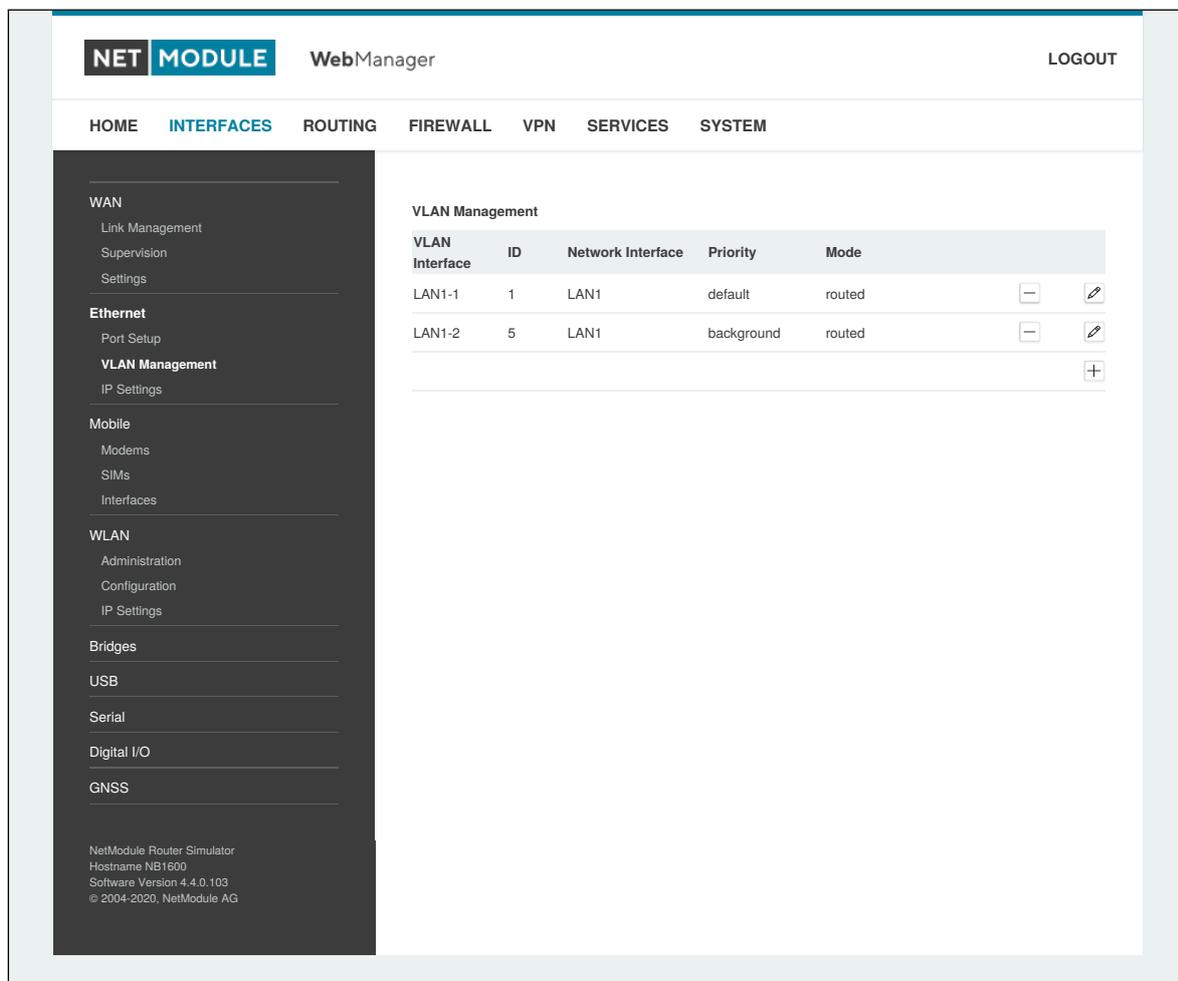 NET MODULE WebManager LOGOUT
HOME INTERFACES ROUTING FIREWALL VPN SERVICES SYSTEM
WAN
Link Management
Supervision
Settings
Ethernet
Port Setup
VLAN Management
IP Settings
Mobile
Modems
SIMs
Interfaces
WLAN
Administration
Configuration
IP Settings
Bridges
USB
Serial
Digital I/O
GNSS
NetModule Router Simulator
Hostname NB1600
Software Version 4.4.0.103
© 2004-2020, NetModule AG
VLAN Management
VLAN Interface ID Network Interface Priority Mode
LAN1-1 1 LAN1 default routed
LAN1-2 5 LAN1 background routed